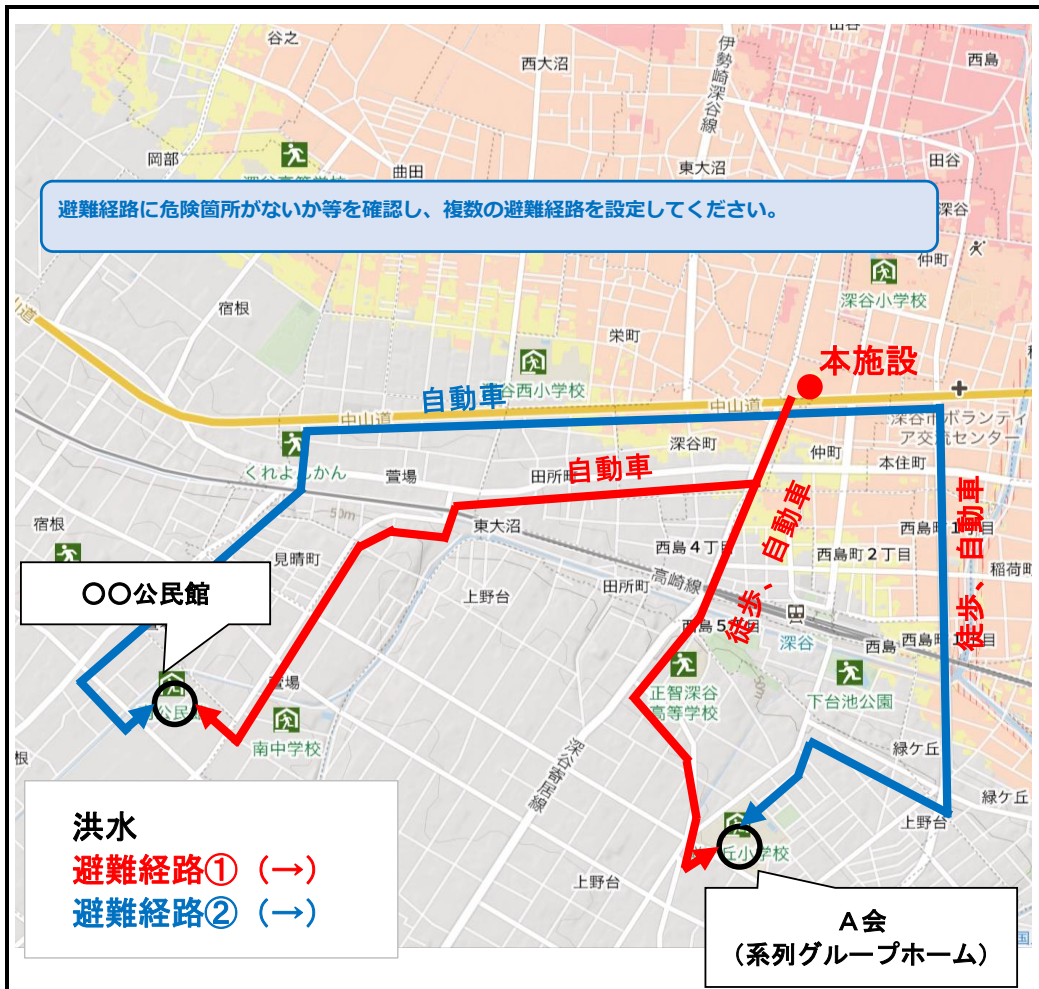 谷之
西大沼
伊勢崎深谷線
西島
岡部
曲田
東大沼
田谷
避難経路に危険箇所がないか等を確認し、複数の避難経路を設定してください。
深谷
仲町
深谷小学校
宿根
栄町
本施設
深谷西小学校
自動車
中山道
中山道
深谷市ボランティ
ア交流センター
くれよんかん
萱場
田所町
自動車
深谷町
仲町
本住町
宿根
50m
東大沼
見晴町
西島4丁目
高崎線
田所町
西島町2丁目
稲荷町
徒歩、自動車
徒歩、自動車
〇〇公民館
上野台
深谷
西島
萱場
南中学校
正智深谷
高等学校
下台池公園
深谷寄居線
緑ケ丘
緑ケ丘
上野台
上野台
洪水
避難経路①（→）
避難経路②（→）
A会
（系列グループホーム）